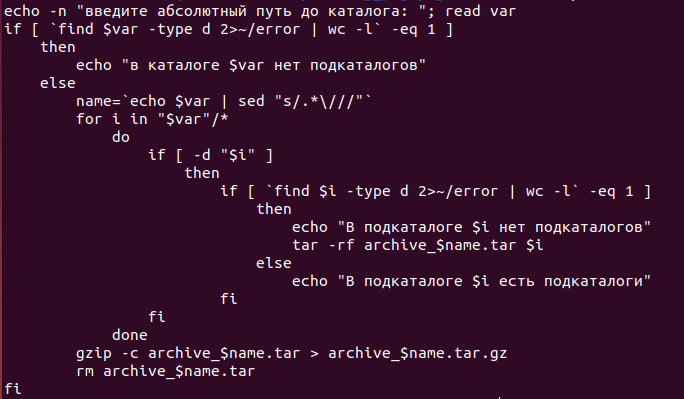 echo -n "введите абсолютный путь до каталога: "; read var
if [ `find $var -type d 2>~/error | wc -l` -eq 1 ]
    then
        echo "в каталоге $var нет подкаталогов"
    else
        name=`echo $var | sed "s/.*\///"`
        for i in "$var"/*
            do
                if [ -d "$i" ]
                    then
                        if [ `find $i -type d 2>~/error | wc -l` -eq 1 ]
                            then
                                echo "В подкаталоге $i нет подкаталогов"
                                tar -rf archive_$name.tar $i
                            else
                                echo "В подкаталоге $i есть подкаталоги"
                        fi
                fi
            done
        gzip -c archive_$name.tar > archive_$name.tar.gz
        rm archive_$name.tar
fi